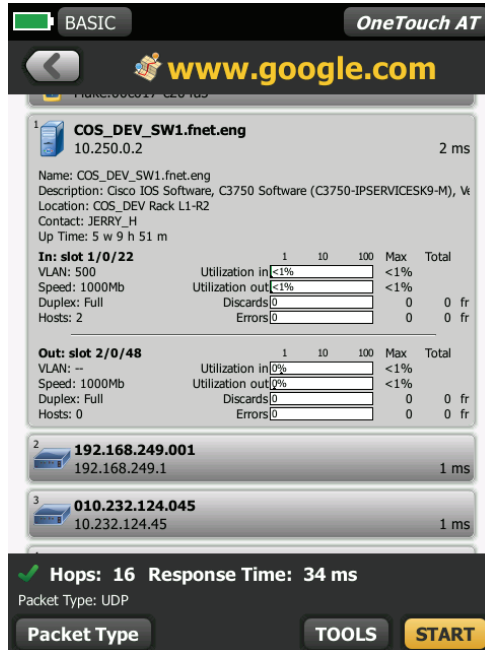 BASIC
OneTouch AT
www.google.com
1
COS_DEV_SW1.fnet.eng
10.250.0.2 2 ms
Name: COS_DEV_SW1.fnet.eng
Description: Cisco IOS Software, C3750 Software (C3750-IPSERVICESK9-M), Ve
Location: COS_DEV Rack L1-R2
Contact: JERRY_H
Up Time: 5 w 9 h 51 m
In: slot 1/0/22 1 10 100 Max Total
VLAN: 500 Utilization in <1% <1%
Speed: 1000Mb Utilization out <1% <1%
Duplex: Full Discards 0 0 0 fr
Hosts: 2 Errors 0 0 0 fr
Out: slot 2/0/48 1 10 100 Max Total
VLAN: -- Utilization in 0% <1%
Speed: 1000Mb Utilization out 0% <1%
Duplex: Full Discards 0 0 0 fr
Hosts: 0 Errors 0 0 0 fr
2
192.168.249.001
192.168.249.1 1 ms
3
010.232.124.045
10.232.124.45 1 ms
Hops: 16 Response Time: 34 ms
Packet Type: UDP
Packet Type TOOLS START